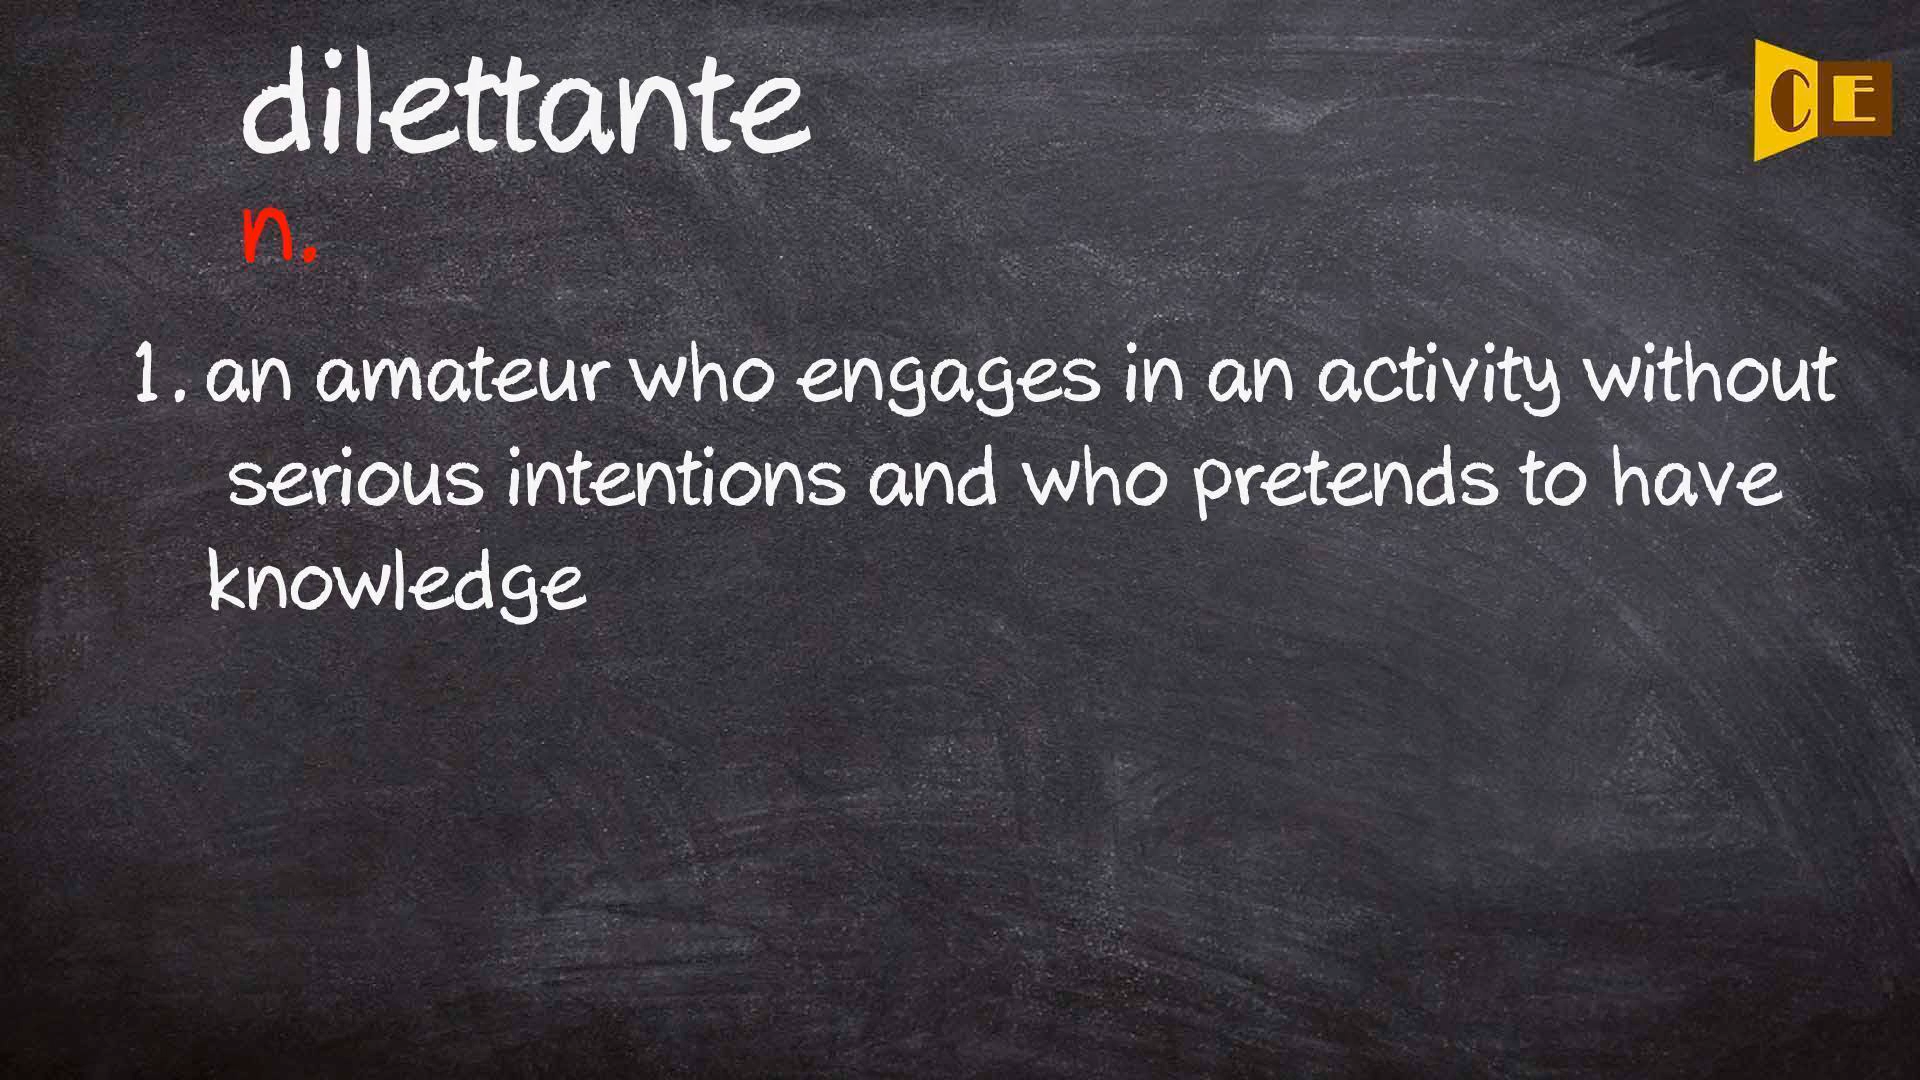 dilettante
CE
n.
1. an amateur who engages in an activity without
serious intentions and who pretends to have
knowledge